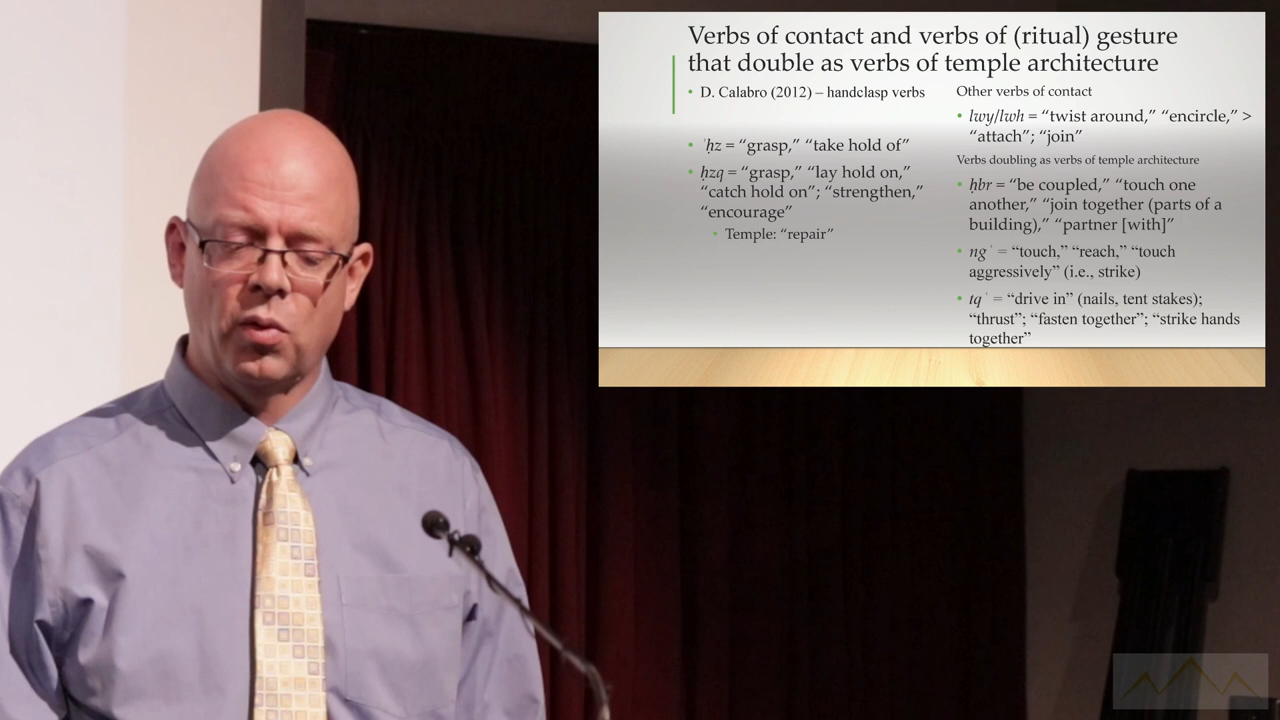 Verbs of contact and verbs of (ritual) gesture
that double as verbs of temple architecture
• D. Calabro (2012) – handclasp verbs
• ʾḥz = “grasp,” “take hold of”
• ḥzq = “grasp,” “lay hold on,”
“catch hold on”; “strengthen,”
“encourage”
• Temple: “repair”
Other verbs of contact
• lwy/lwh = “twist around,” “encircle,” >
“attach”; “join”
Verbs doubling as verbs of temple architecture
• ḥbr = “be coupled,” “touch one
another,” “join together (parts of a
building),” “partner [with]”
• ngʿ = “touch,” “reach,” “touch
aggressively” (i.e., strike)
• tqʿ = “drive in” (nails, tent stakes);
“thrust”; “fasten together”; “strike hands
together”